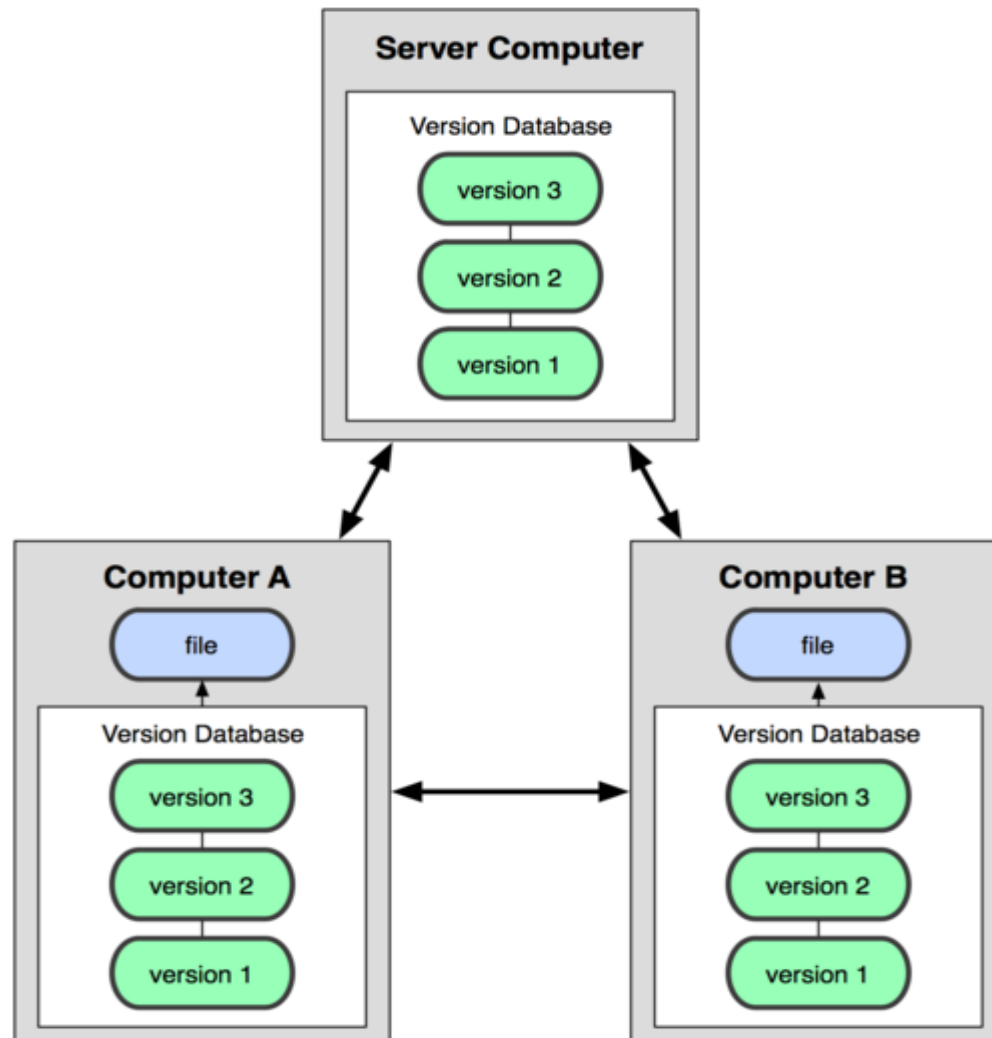 Server Computer
Version Database
version 3
version 2
version 1
Computer A
file
Version Database
version 3
version 2
version 1
Computer B
file
Version Database
version 3
version 2
version 1